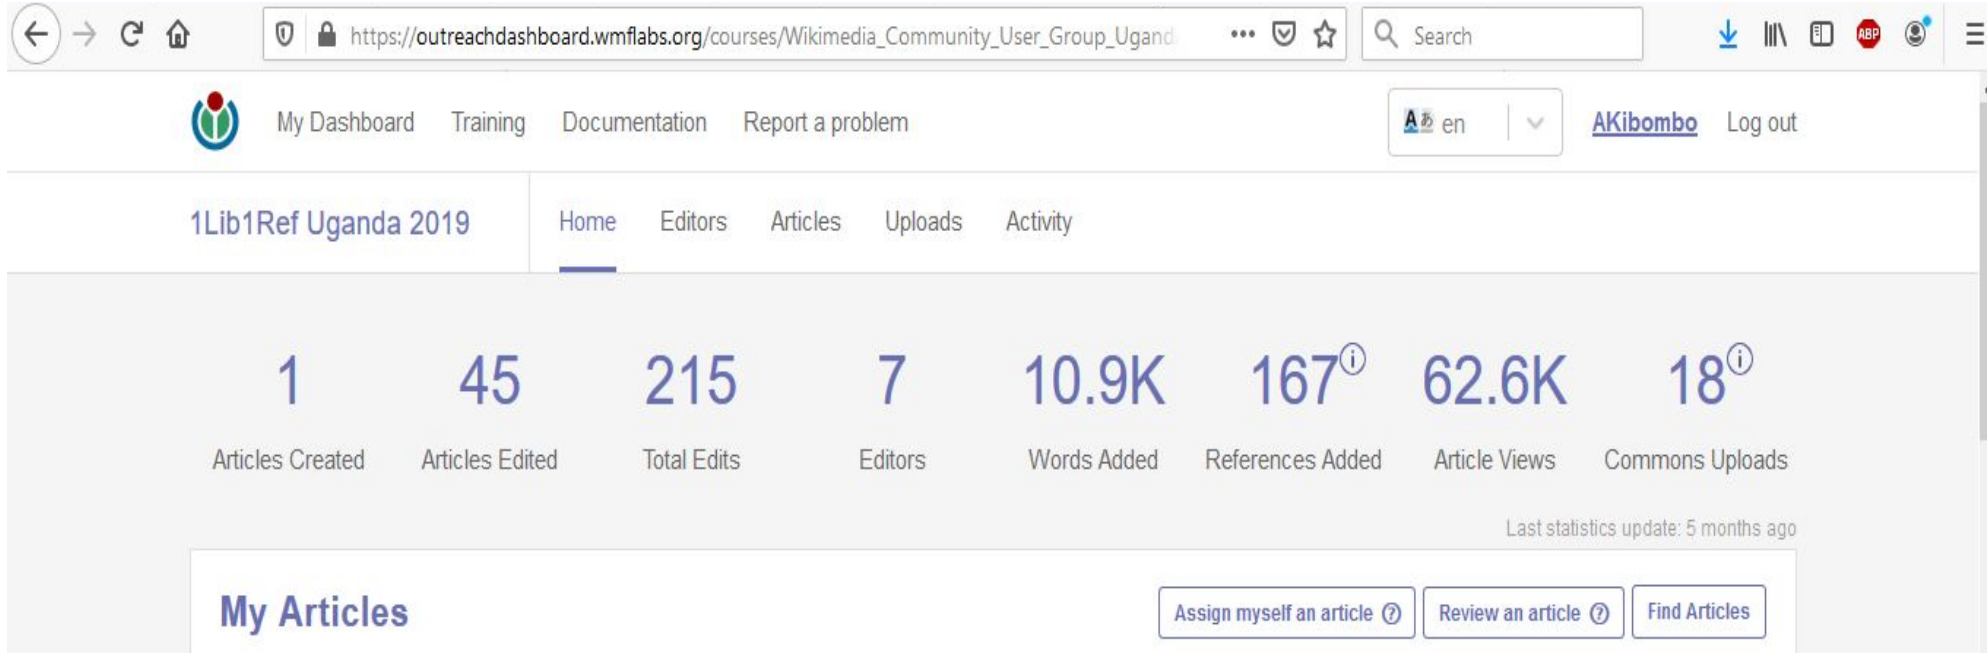 https://outreachdashboard.wmflabs.org/courses/Wikimedia_Community_User_Group_Ugand
Search
ABP
My Dashboard Training Documentation Report a problem
en
AKibombo Log out
1Lib1Ref Uganda 2019 Home Editors Articles Uploads Activity
1 45 215 7 10.9K 167 62.6K 18
Articles Created Articles Edited Total Edits Editors Words Added References Added Article Views Commons Uploads
Last statistics update: 5 months ago
My Articles Assign myself an article Review an article Find Articles